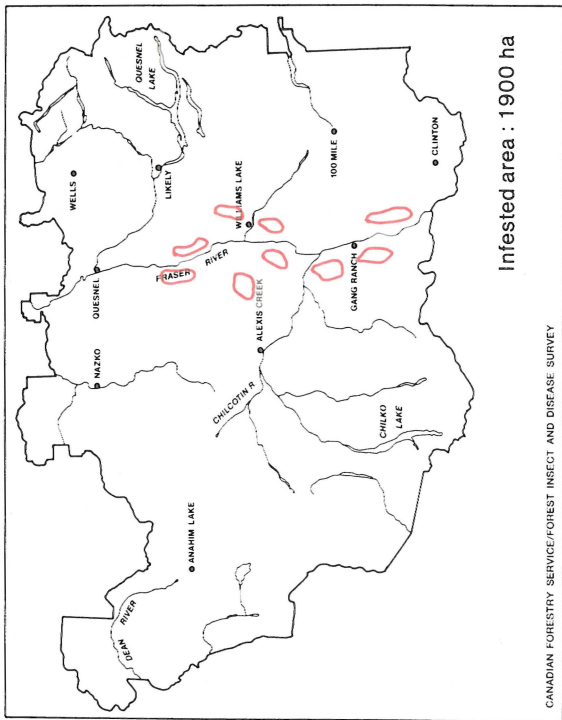 WELLS
QUESNEL
LAKE
NAZKO
QUESNEL
LIKELY
ANAHIM LAKE
DEAN
RIVER
FRASER
RIVER
WILLIAMS LAKE
ALEXIS CREEK
CHILCOTIN R
100 MILE
GANG RANCH
CHILKO
LAKE
CLINTON
Infested area : 1900 ha
CANADIAN FORESTRY SERVICE/FOREST INSECT AND DISEASE SURVEY